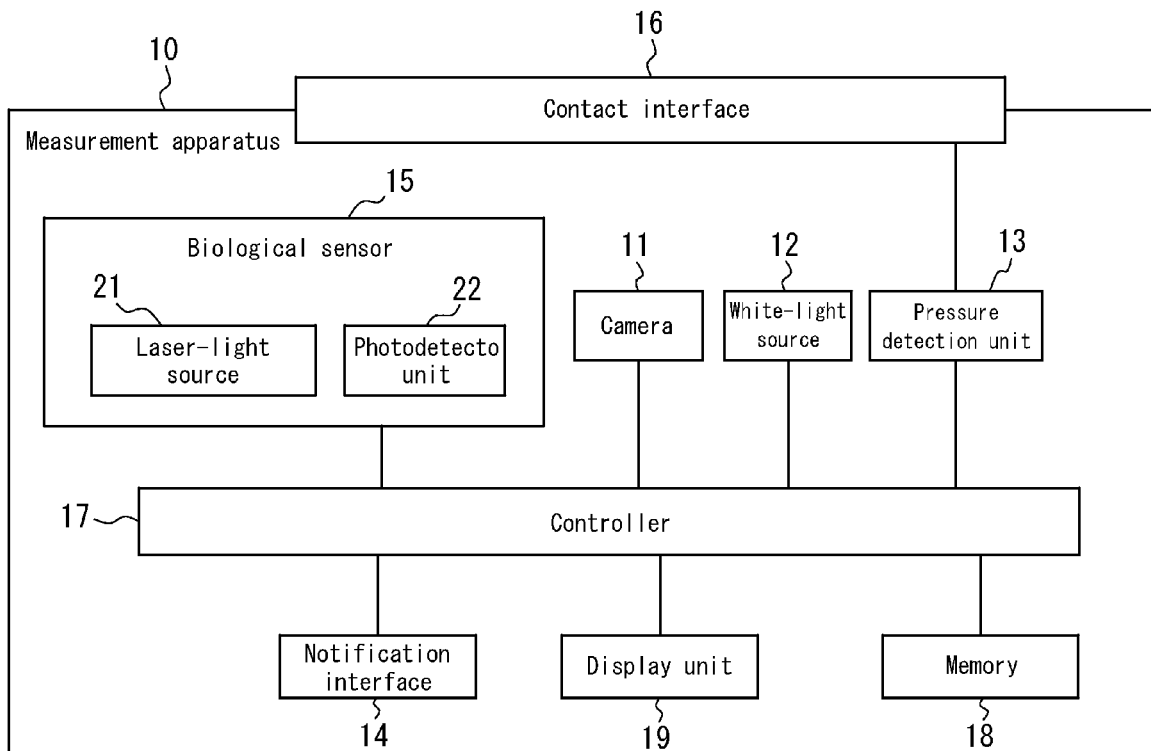 16
10
Contact interface
Measurement apparatus
15
Biological sensor
11
12
13
21
22
Laser-light
source
Photodetecto
unit
Camera
White-light
source
Pressure
detection unit
17
Controller
Notification
interface
Display unit
Memory
14
19
18